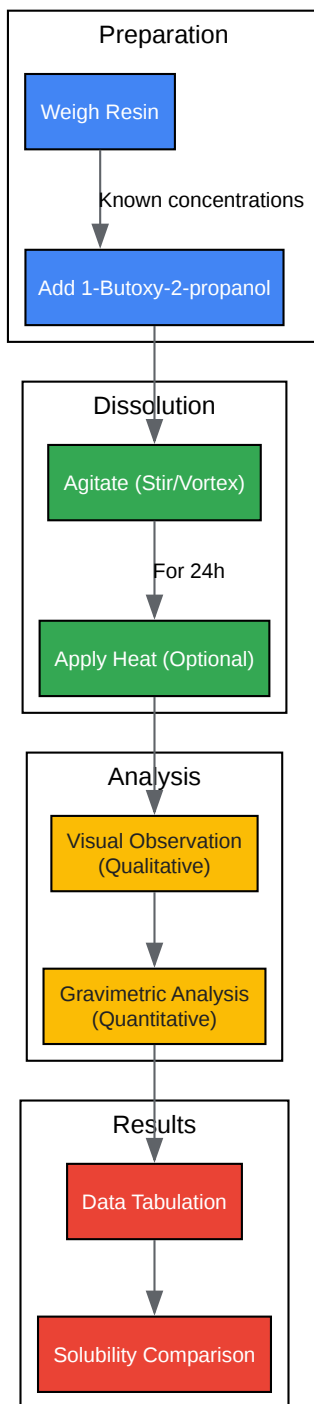 Preparation
Weigh Resin
Known concentrations
Add 1-Butoxy-2-propanol
Dissolution
Agitate (Stir/Vortex)
For 24h
Apply Heat (Optional)
Analysis
Visual Observation
(Qualitative)
Gravimetric Analysis
(Quantitative)
Results
Data Tabulation
Solubility Comparison